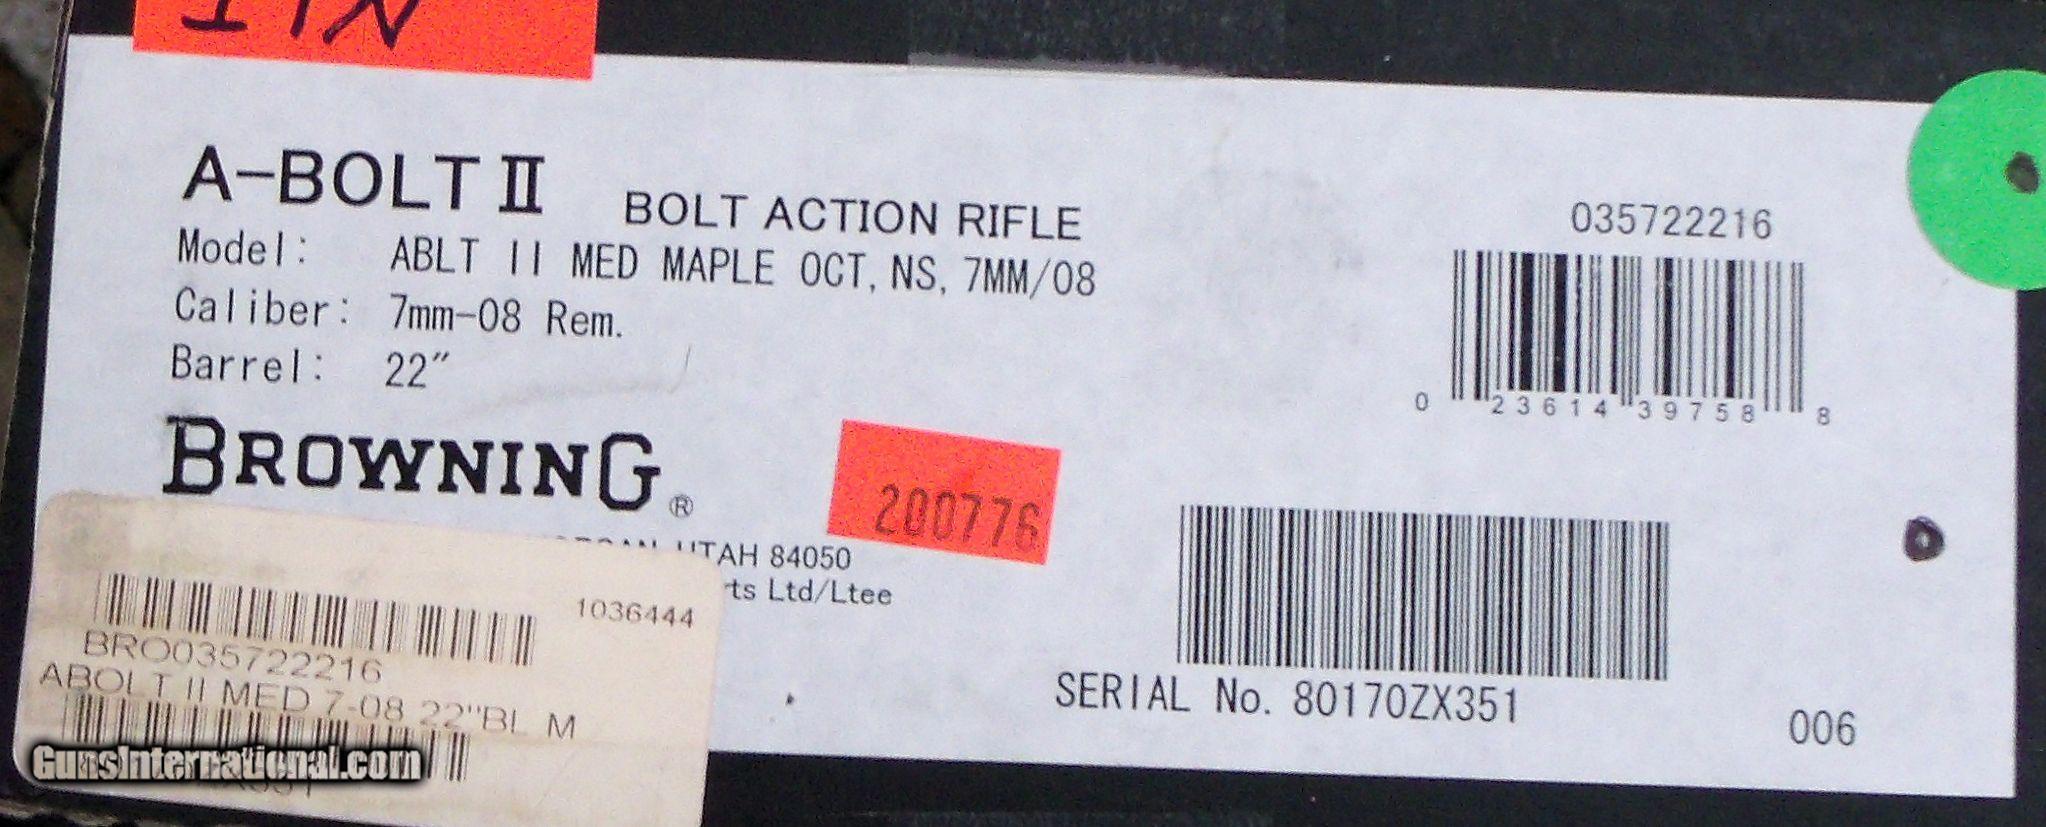 A-BOLT II BOLT ACTION RIFLE
Model: ABLT II MED MAPLE OCT, NS, 7MM/08
Caliber: 7mm-08 Rem.
Barrel: 22"
035722216
0 23614 39758 8
BROWNING®
200776
UTAH 84050
Ltd/Ltee
1036444
BRO035722216
ABOLT II MED 7-08 22"BL M
SERIAL No. 80170ZX351
006
GunsInternational.com